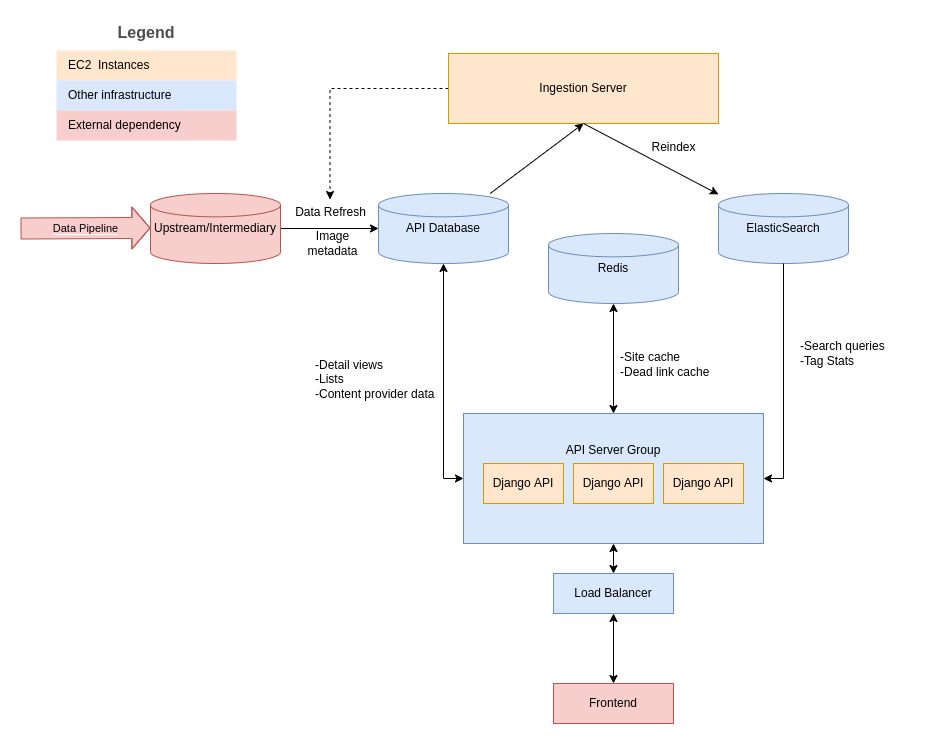 Legend
EC2  Instances
Other infrastructure
External dependency
Ingestion Server
Reindex
Data Pipeline
Upstream/Intermediary
Data Refresh
Image
metadata
API Database
Redis
ElasticSearch
-Detail views
-Lists
-Content provider data
-Site cache
-Dead link cache
-Search queries
-Tag Stats
API Server Group
Django API
Django API
Django API
Load Balancer
Frontend